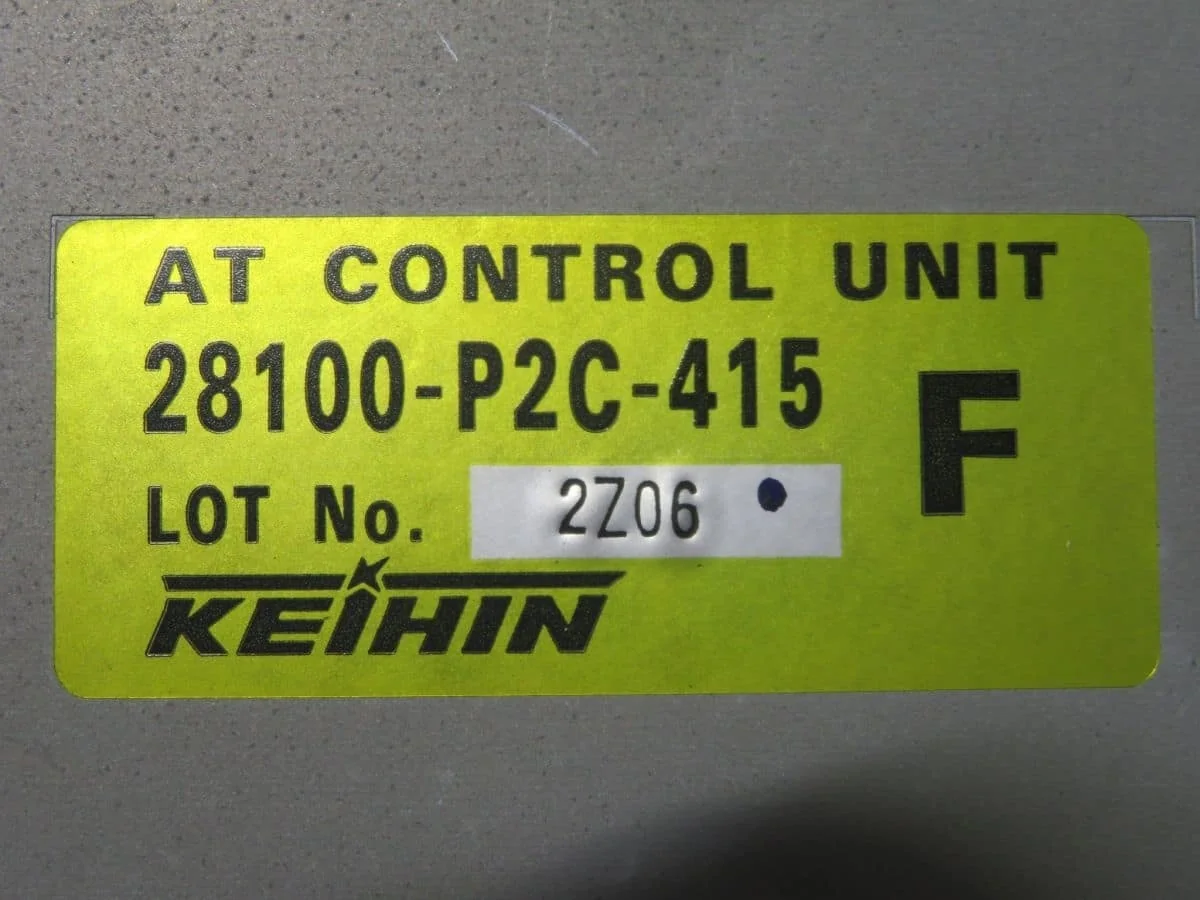 AT CONTROL UNIT
28100-P2C-415
F
LOT No. 2Z06
KEIHIN